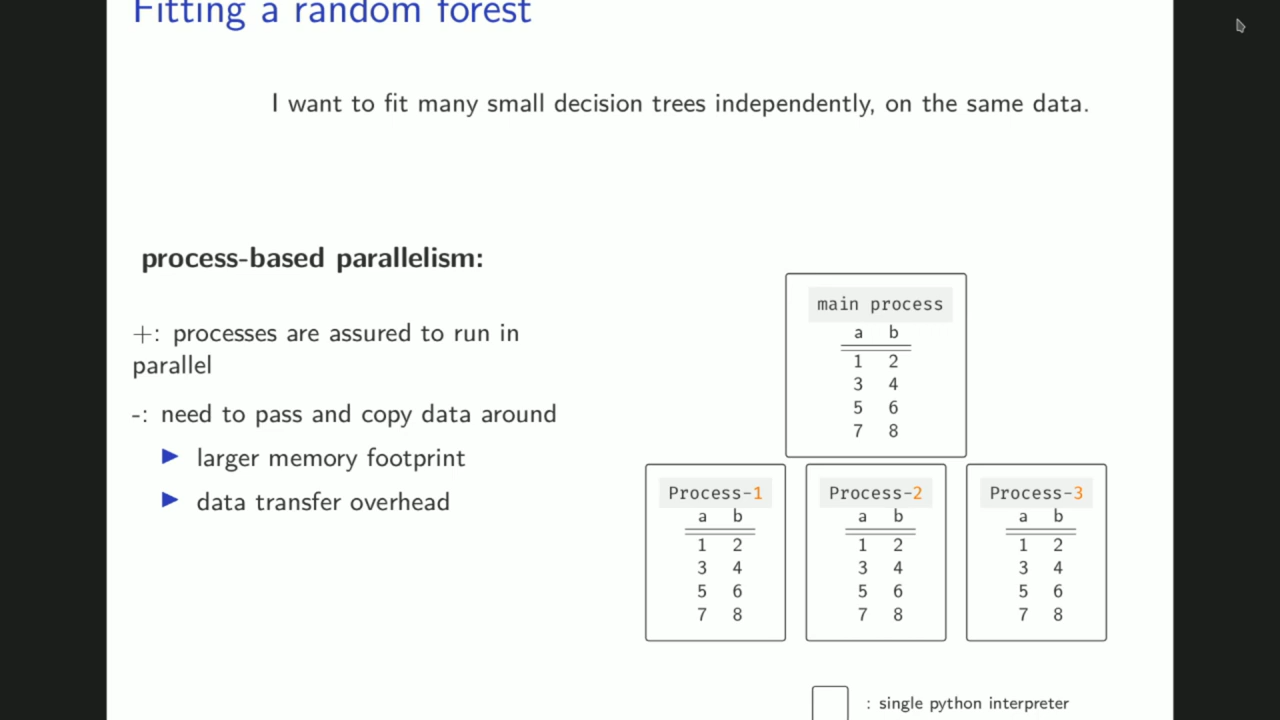 Fitting a random forest
I want to fit many small decision trees independently, on the same data.
process-based parallelism:
+: processes are assured to run in
parallel
-: need to pass and copy data around
larger memory footprint
data transfer overhead
main process
a b
1 2
3 4
5 6
7 8
Process-1
a b
1 2
3 4
5 6
7 8
Process-2
a b
1 2
3 4
5 6
7 8
Process-3
a b
1 2
3 4
5 6
7 8
: single python interpreter